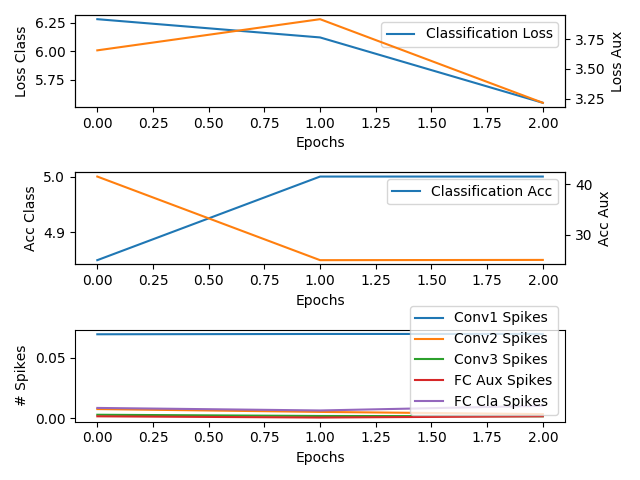 6.25
6.00
5.75
Loss Class
Classification Loss
3.75
3.50
3.25
Loss Aux
0.00 0.25 0.50 0.75 1.00 1.25 1.50 1.75 2.00
Epochs
5.0
4.9
Acc Class
Classification Acc
40
30
Acc Aux
0.00 0.25 0.50 0.75 1.00 1.25 1.50 1.75 2.00
Epochs
0.05
0.00
# Spikes
Conv1 Spikes
Conv2 Spikes
Conv3 Spikes
FC Aux Spikes
FC Cla Spikes
0.00 0.25 0.50 0.75 1.00 1.25 1.50 1.75 2.00
Epochs